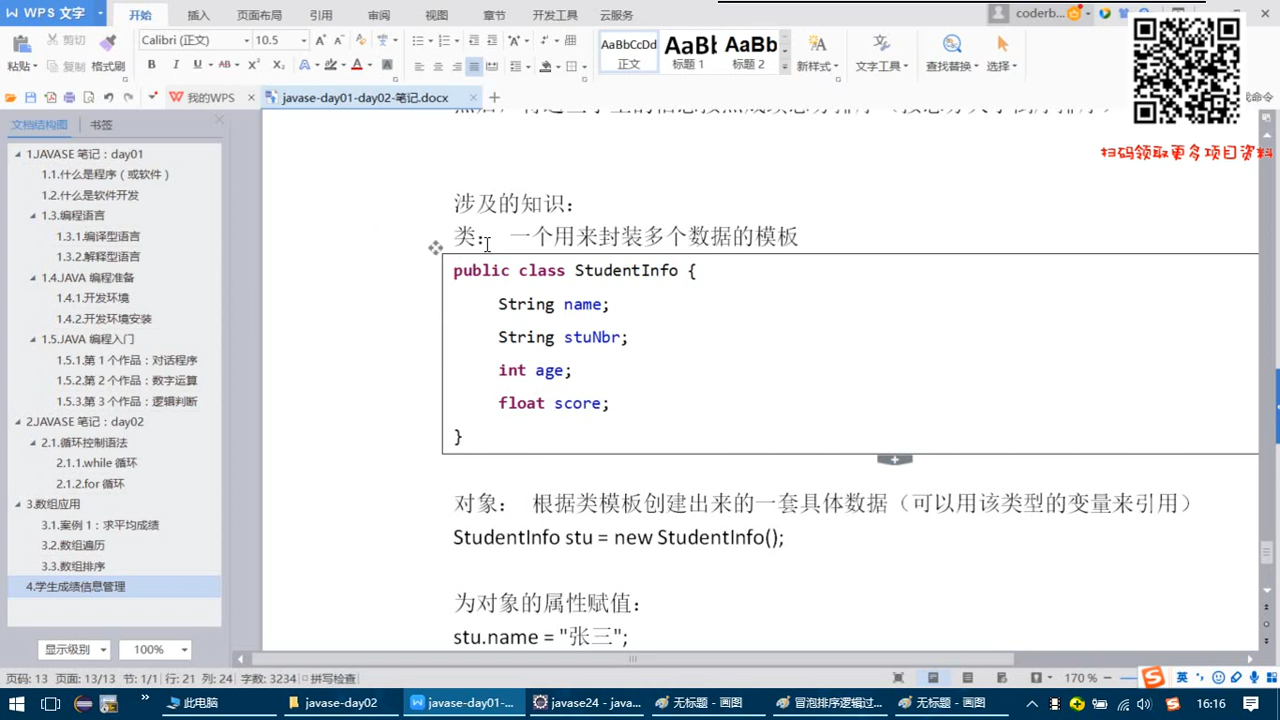 WPS 文字
开始 插入 页面布局 引用 审阅 视图 章节 开发工具 云服务
coderb...
粘贴 剪切 复制 格式刷
Calibri (正文) 10.5
AaBbCcDd 正文
AaBb 标题 1
AaBb 标题 2
新样式 文字工具 查找替换 选择
我的WPS
javase-day01-day02-笔记.docx
扫码领取更多项目资料
文档结构图 书签
1JAVASE 笔记：day01
1.1.什么是程序（或软件）
1.2.什么是软件开发
1.3.编程语言
1.3.1.编译型语言
1.3.2.解释型语言
1.4.JAVA 编程准备
1.4.1.开发环境
1.4.2.开发环境安装
1.5.JAVA 编程入门
1.5.1.第 1 个作品：对话程序
1.5.2.第 2 个作品：数字运算
1.5.3.第 3 个作品：逻辑判断
2JAVASE 笔记：day02
2.1.循环控制语法
2.1.1.while 循环
2.1.2.for 循环
3.数组应用
3.1.案例 1：求平均成绩
3.2.数组遍历
3.3.数组排序
4.学生成绩信息管理
显示级别 100%
涉及的知识：
类： 一个用来封装多个数据的模板
public class StudentInfo {
String name;
String stuNbr;
int age;
float score;
}
对象： 根据类模板创建出来的一套具体数据（可以用该类型的变量来引用）
StudentInfo stu = new StudentInfo();
为对象的属性赋值：
stu.name = "张三";
页码: 13 页面: 13/13 节: 1/1 行: 21 列: 24 字数: 3234 拼写检查
170 %
英
此电脑 javase-day02 javase-day01-... javase24 - java... 无标题 - 画图 冒泡排序逻辑过... 无标题 - 画图
16:16